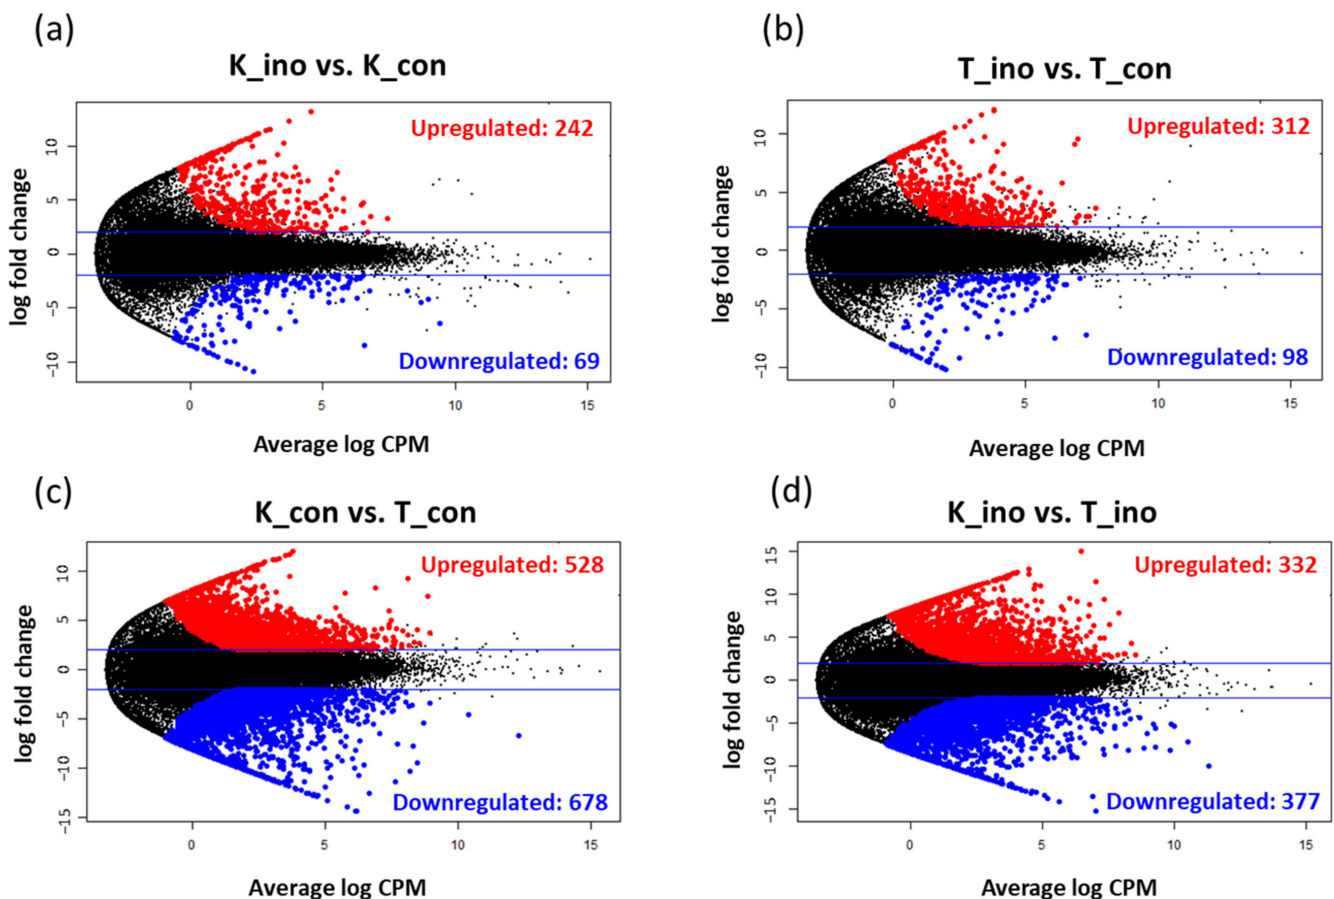 (a)
K_ino vs. K_con
Upregulated: 242
Downregulated: 69
log fold change
10
5
0
−5
−10
0
5
10
15
Average log CPM
(b)
T_ino vs. T_con
Upregulated: 312
Downregulated: 98
log fold change
10
5
0
−5
−10
0
5
10
15
Average log CPM
(c)
K_con vs. T_con
Upregulated: 528
Downregulated: 678
log fold change
10
5
0
−5
−10
−15
0
5
10
15
Average log CPM
(d)
K_ino vs. T_ino
Upregulated: 332
Downregulated: 377
log fold change
15
10
5
0
−5
−10
−15
0
5
10
15
Average log CPM